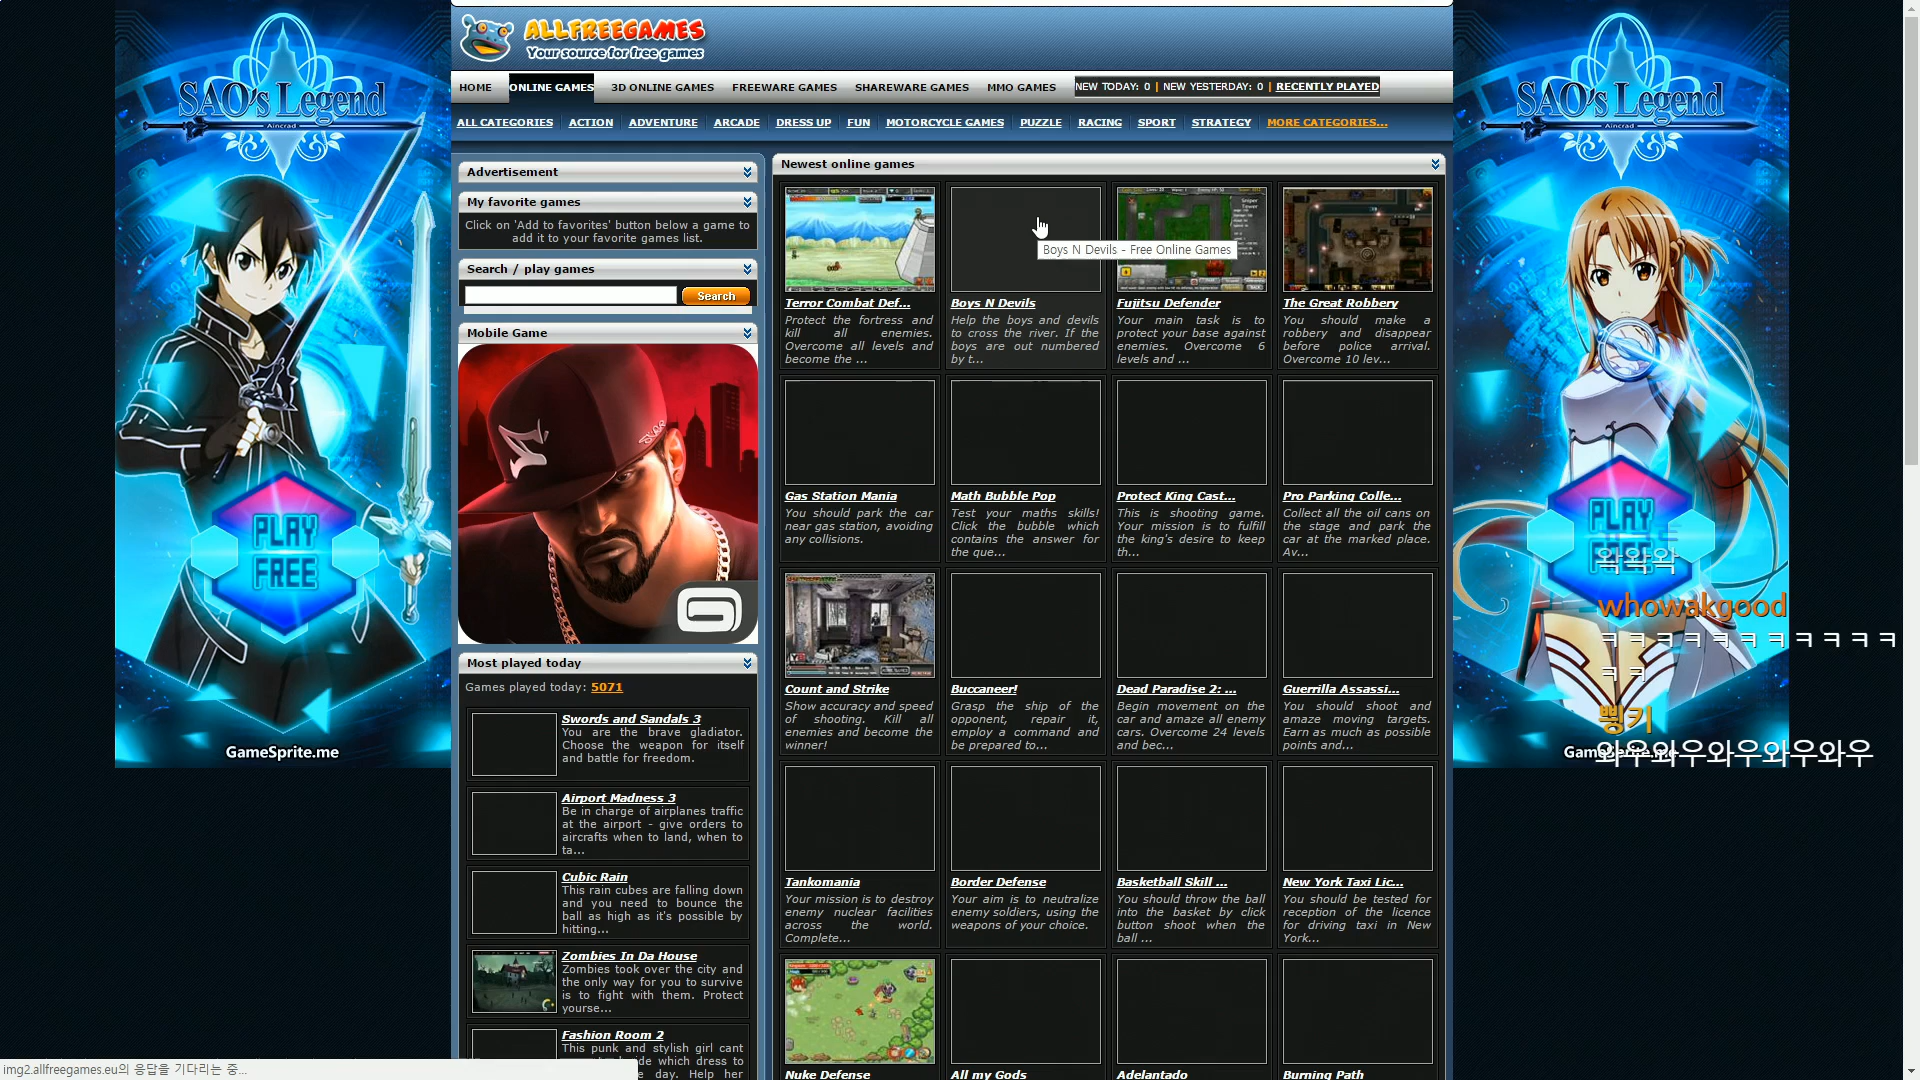 SAO's Legend
Aincrad
PLAY
FREE
GameSprite.me
ALLFREEGAMES
Your source for free games
HOME
ONLINE GAMES
3D ONLINE GAMES
FREEWARE GAMES
SHAREWARE GAMES
MMO GAMES
NEW TODAY: 0 | NEW YESTERDAY: 0 | RECENTLY PLAYED
ALL CATEGORIES
ACTION
ADVENTURE
ARCADE
DRESS UP
FUN
MOTORCYCLE GAMES
PUZZLE
RACING
SPORT
STRATEGY
MORE CATEGORIES...
Advertisement
My favorite games
Click on 'Add to favorites' button below a game to
add it to your favorite games list.
Search / play games
Search
Mobile Game
Most played today
Games played today: 5071
Swords and Sandals 3
You are the brave gladiator.
Choose the weapon for itself
and battle for freedom.
Airport Madness 3
Be in charge of airplanes traffic
at the airport - give orders to
aircrafts when to land, when to
ta...
Cubic Rain
This rain cubes are falling down
and you need to bounce the
ball as high as it's possible by
hitting...
Zombies In Da House
Zombies took over the city and
the only way for you to survive
is to fight with them. Protect
yourse...
Fashion Room 2
This punk and stylish girl cant
de which dress to
e day. Help her
Newest online games
Terror Combat Def...
Protect the fortress and
kill all enemies.
Overcome all levels and
become the ...
Boys N Devils
Help the boys and devils
to cross the river. If the
boys are out numbered
by t...
Boys N Devils - Free Online Games
Fujitsu Defender
Your main task is to
protect your base against
enemies. Overcome 6
levels and ...
The Great Robbery
You should make a
robbery and disappear
before police arrival.
Overcome 10 lev...
Gas Station Mania
You should park the car
near gas station, avoiding
any collisions.
Math Bubble Pop
Test your maths skills!
Click the bubble which
contains the answer for
the que...
Protect King Cast...
This is shooting game.
Your mission is to fulfill
the king's desire to keep
th...
Pro Parking Colle...
Collect all the oil cans on
the stage and park the
car at the marked place.
Av...
Count and Strike
Show accuracy and speed
of shooting. Kill all
enemies and become the
winner!
Buccaneer!
Grasp the ship of the
opponent, repair it,
employ a command and
be prepared to...
Dead Paradise 2: ...
Begin movement on the
car and amaze all enemy
cars. Overcome 24 levels
and bec...
Guerrilla Assassi...
You should shoot and
amaze moving targets.
Earn as much as possible
points and...
Tankomania
Your mission is to destroy
enemy nuclear facilities
across the world.
Complete...
Border Defense
Your aim is to neutralize
enemy soldiers, using the
weapons of your choice.
Basketball Skill ...
You should throw the ball
into the basket by click
button shoot when the
ball ...
New York Taxi Lic...
You should be tested for
reception of the licence
for driving taxi in New
York...
Nuke Defense
All my Gods
Adelantado
Burning Path
SAO's Legend
Aincrad
PLAY
FREE
GameSprite.me
와와와
whowakgood
ㅋㅋㅋㅋㅋㅋㅋㅋㅋㅋㅋ
ㅋㅋ
삥키
와우와우와우와우와우
img2.allfreegames.eu의 응답을 기다리는 중...